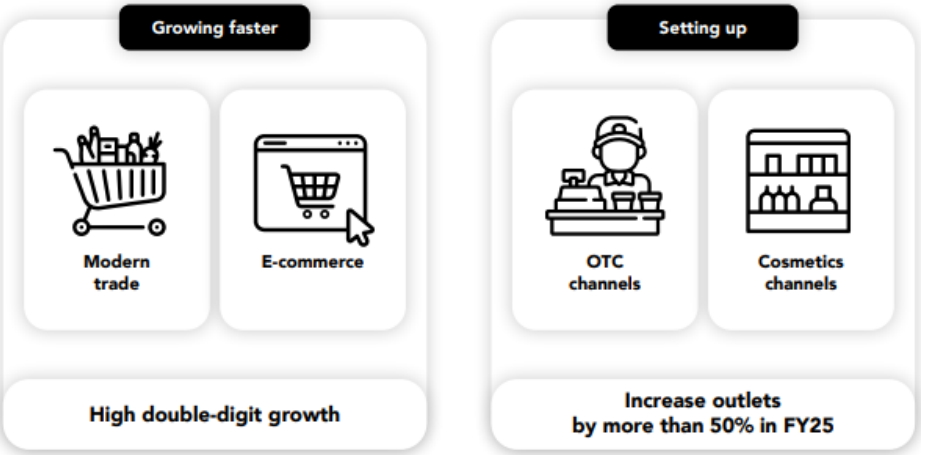 Growing faster
Modern
trade
E-commerce
High double-digit growth
Setting up
OTC
channels
Cosmetics
channels
Increase outlets
by more than 50% in FY25